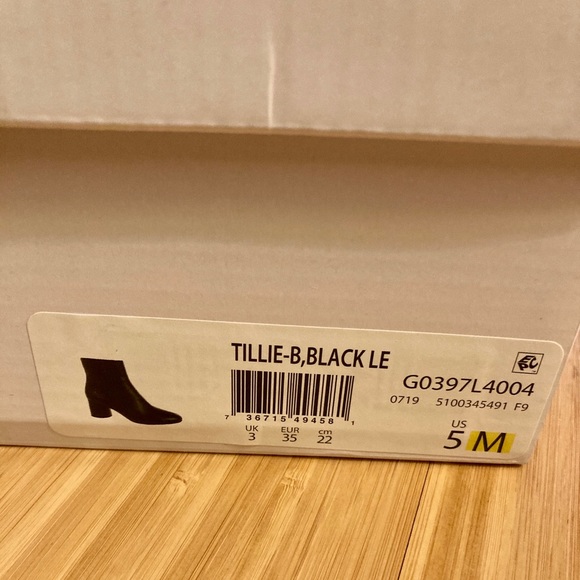 TILLIE-B,BLACK LE
G0397L4004
7 36715 49458 1
0719 5100345491 F9
UK EUR cm
3 35 22
US
5 M